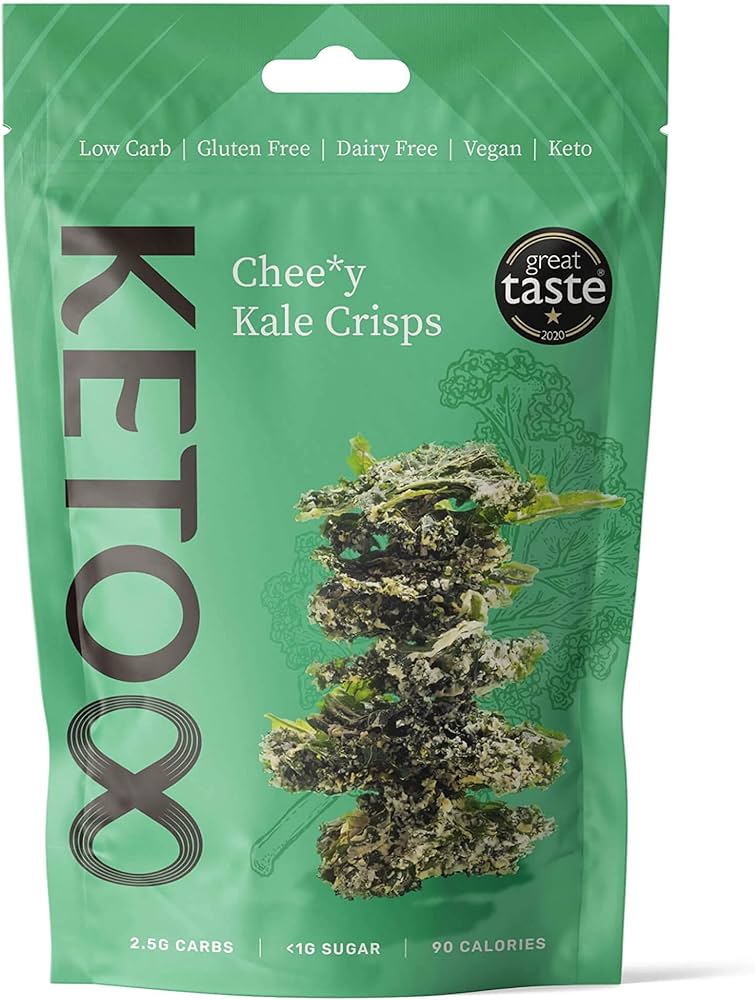 Low Carb | Gluten Free | Dairy Free | Vegan | Keto
KETO
Chee*y
Kale Crisps
great
taste®
2020
2.5G CARBS | <1G SUGAR | 90 CALORIES